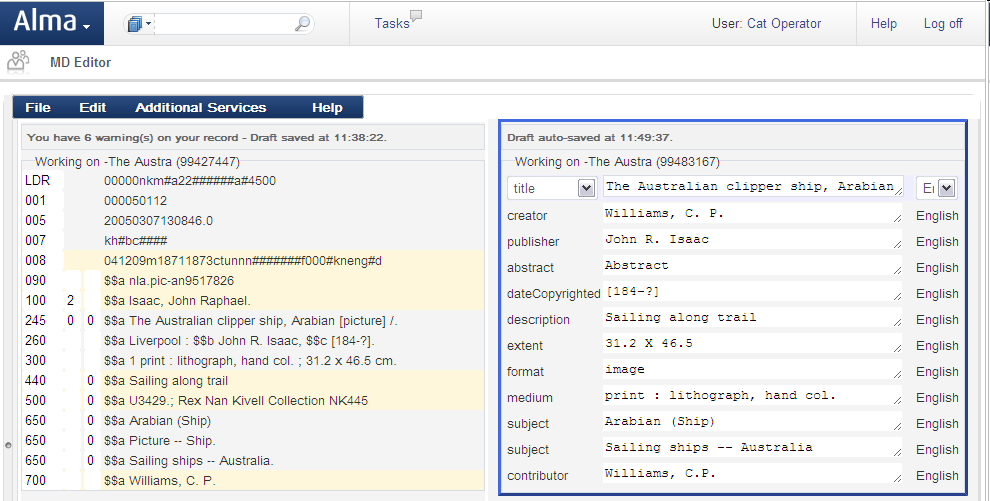 Alma Tasks User: Cat Operator Help Log off
MD Editor
File Edit Additional Services Help
You have 6 warning(s) on your record - Draft saved at 11:38:22.
Working on -The Austra (99427447)
LDR 00000nkm#a22######a#4500
001 000050112
005 20050307130846.0
007 kh#bc####
008 041209m18711873ctunnn#######f000#kneng#d
090 $$a nla.pic-an9517826
100 2 $$a Isaac, John Raphael.
245 0 0 $$a The Australian clipper ship, Arabian [picture] /.
260 $$a Liverpool : $$b John R. Isaac, $$c [184-?].
300 $$a 1 print : lithograph, hand col. ; 31.2 x 46.5 cm.
440 0 $$a Sailing along trail
500 0 $$a U3429.; Rex Nan Kivell Collection NK445
650 0 $$a Arabian (Ship)
650 0 $$a Picture -- Ship.
650 0 $$a Sailing ships -- Australia.
700 $$a Williams, C. P.
Draft auto-saved at 11:49:37.
Working on -The Austra (99483167)
title The Australian clipper ship, Arabian
creator Williams, C. P. English
publisher John R. Isaac English
abstract Abstract English
dateCopyrighted [184-?] English
description Sailing along trail English
extent 31.2 X 46.5 English
format image English
medium print : lithograph, hand col. English
subject Arabian (Ship) English
subject Sailing ships -- Australia English
contributor Williams, C.P. English